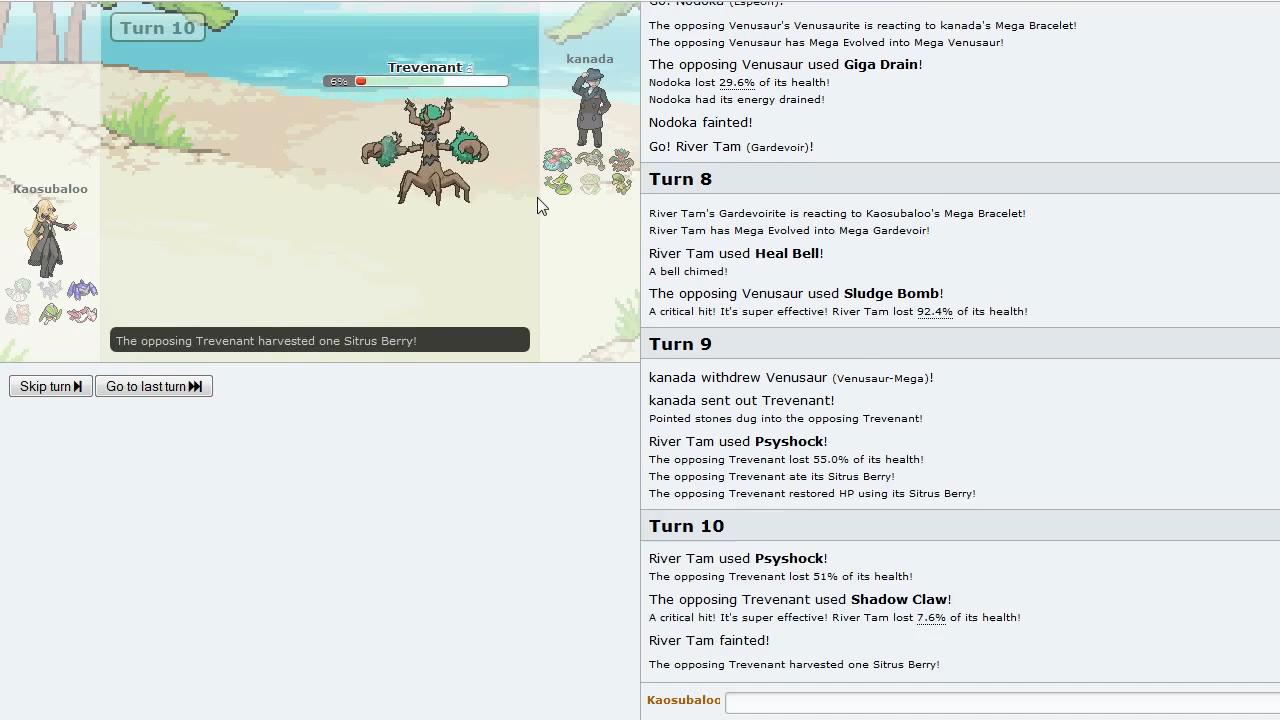 Turn 10
Trevenant
6%
kanada
Kaosubaloo
The opposing Trevenant harvested one Sitrus Berry!
Skip turn
Go to last turn
Go! Nodoka (Espeon)!
The opposing Venusaur's Venusaurite is reacting to kanada's Mega Bracelet!
The opposing Venusaur has Mega Evolved into Mega Venusaur!
The opposing Venusaur used Giga Drain!
Nodoka lost 29.6% of its health!
Nodoka had its energy drained!
Nodoka fainted!
Go! River Tam (Gardevoir)!
Turn 8
River Tam's Gardevoirite is reacting to Kaosubaloo's Mega Bracelet!
River Tam has Mega Evolved into Mega Gardevoir!
River Tam used Heal Bell!
A bell chimed!
The opposing Venusaur used Sludge Bomb!
A critical hit! It's super effective! River Tam lost 92.4% of its health!
Turn 9
kanada withdrew Venusaur (Venusaur-Mega)!
kanada sent out Trevenant!
Pointed stones dug into the opposing Trevenant!
River Tam used Psyshock!
The opposing Trevenant lost 55.0% of its health!
The opposing Trevenant ate its Sitrus Berry!
The opposing Trevenant restored HP using its Sitrus Berry!
Turn 10
River Tam used Psyshock!
The opposing Trevenant lost 51% of its health!
The opposing Trevenant used Shadow Claw!
A critical hit! It's super effective! River Tam lost 7.6% of its health!
River Tam fainted!
The opposing Trevenant harvested one Sitrus Berry!
Kaosubaloo